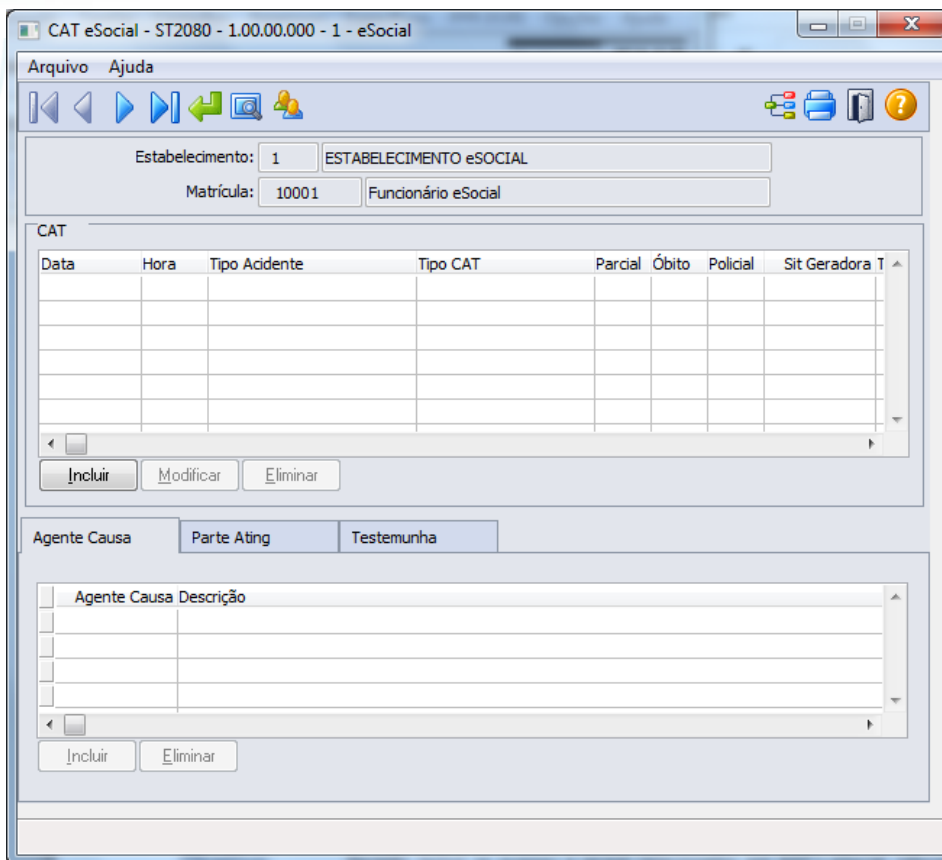 CAT eSocial - ST2080 - 1.00.00.000 - 1 - eSocial
Arquivo Ajuda
Estabelecimento: 1 ESTABELECIMENTO eSOCIAL
Matrícula: 10001 Funcionário eSocial
CAT
Data Hora Tipo Acidente Tipo CAT Parcial Óbito Policial Sit Geradora T
Incluir Modificar Eliminar
Agente Causa Parte Ating Testemunha
Agente Causa Descrição
Incluir Eliminar